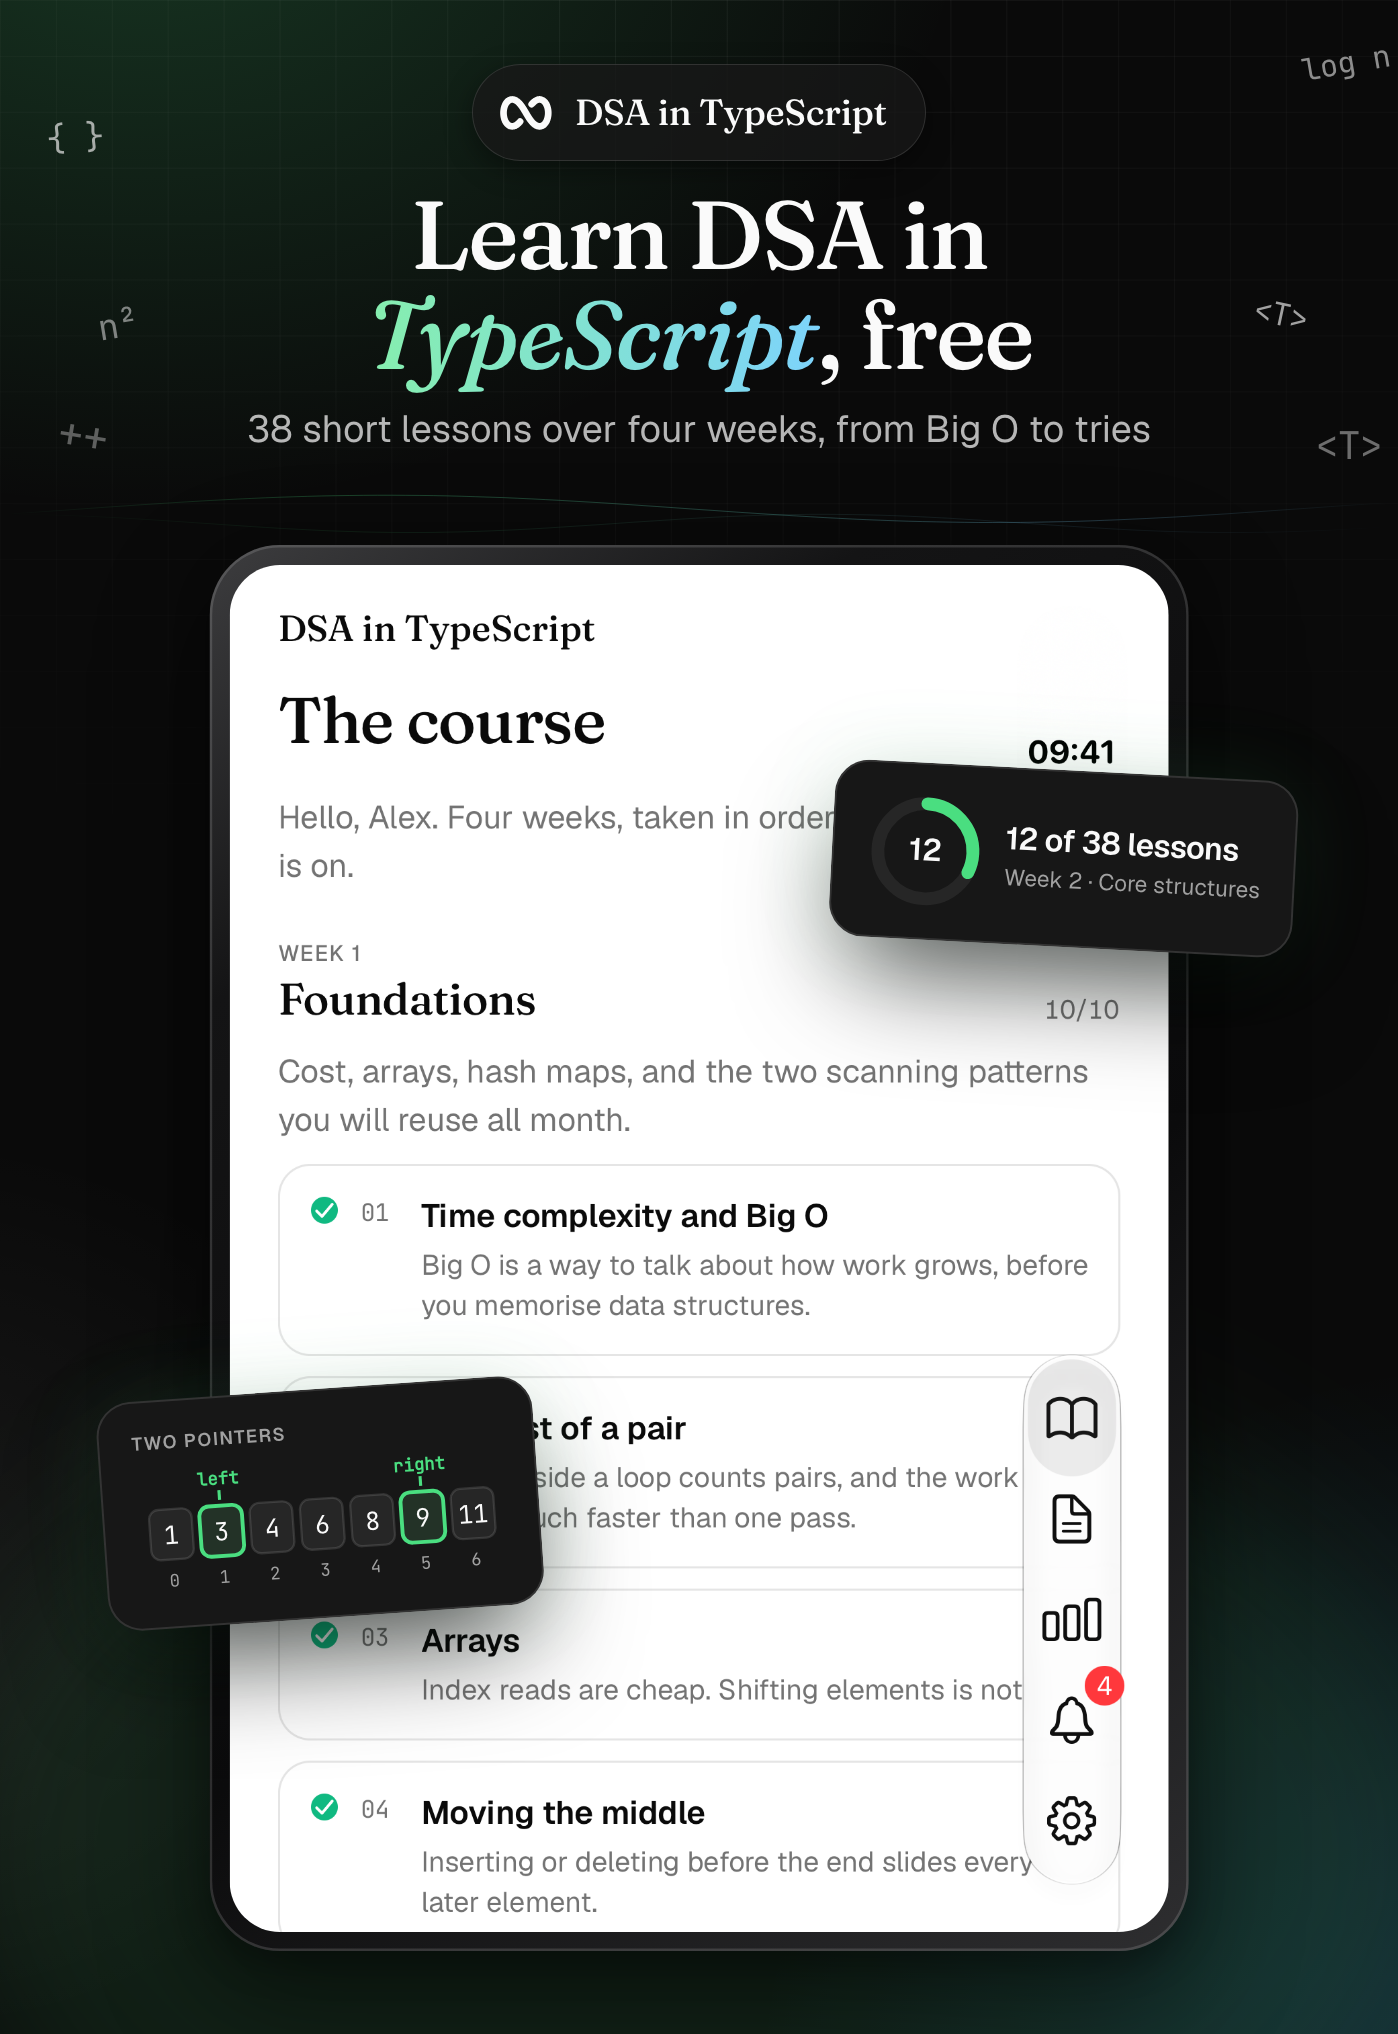 log n
{ }
DSA in TypeScript
Learn DSA in
TypeScript, free
n²
<T>
++
38 short lessons over four weeks, from Big O to tries
<T>
DSA in TypeScript
The course
09:41
Hello, Alex. Four weeks, taken in order
is on.
12
12 of 38 lessons
Week 2 · Core structures
WEEK 1
Foundations
10/10
Cost, arrays, hash maps, and the two scanning patterns
you will reuse all month.
01 Time complexity and Big O
Big O is a way to talk about how work grows, before
you memorise data structures.
of a pair
a loop counts pairs, and the work
faster than one pass.
TWO POINTERS
left right
1 3 4 6 8 9 11
0 1 2 3 4 5 6
03 Arrays
Index reads are cheap. Shifting elements is not
4
04 Moving the middle
Inserting or deleting before the end slides every
later element.